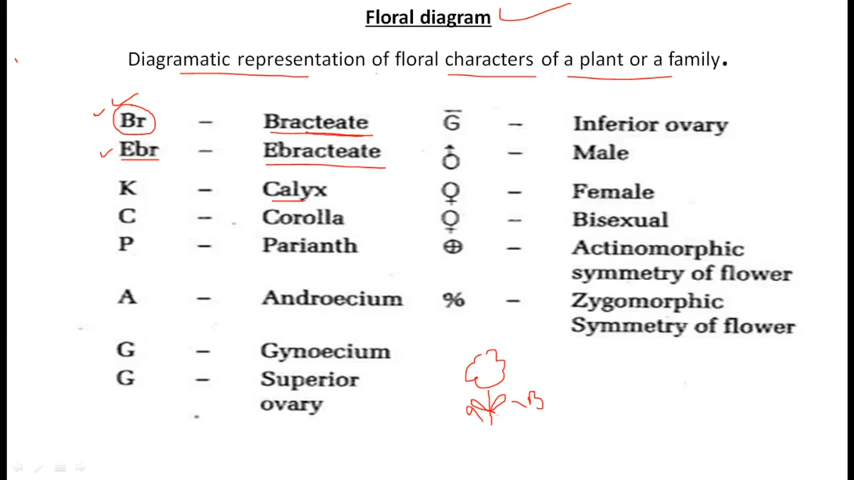 Floral diagram
Diagramatic representation of floral characters of a plant or a family.
Br – Bracteate
Ebr – Ebracteate
K – Calyx
C – Corolla
P – Parianth
A – Androecium
G – Gynoecium
G – Superior
ovary
G̅ – Inferior ovary
♂ – Male
♀ – Female
♀ – Bisexual
⊕ – Actinomorphic
symmetry of flower
% – Zygomorphic
Symmetry of flower
B